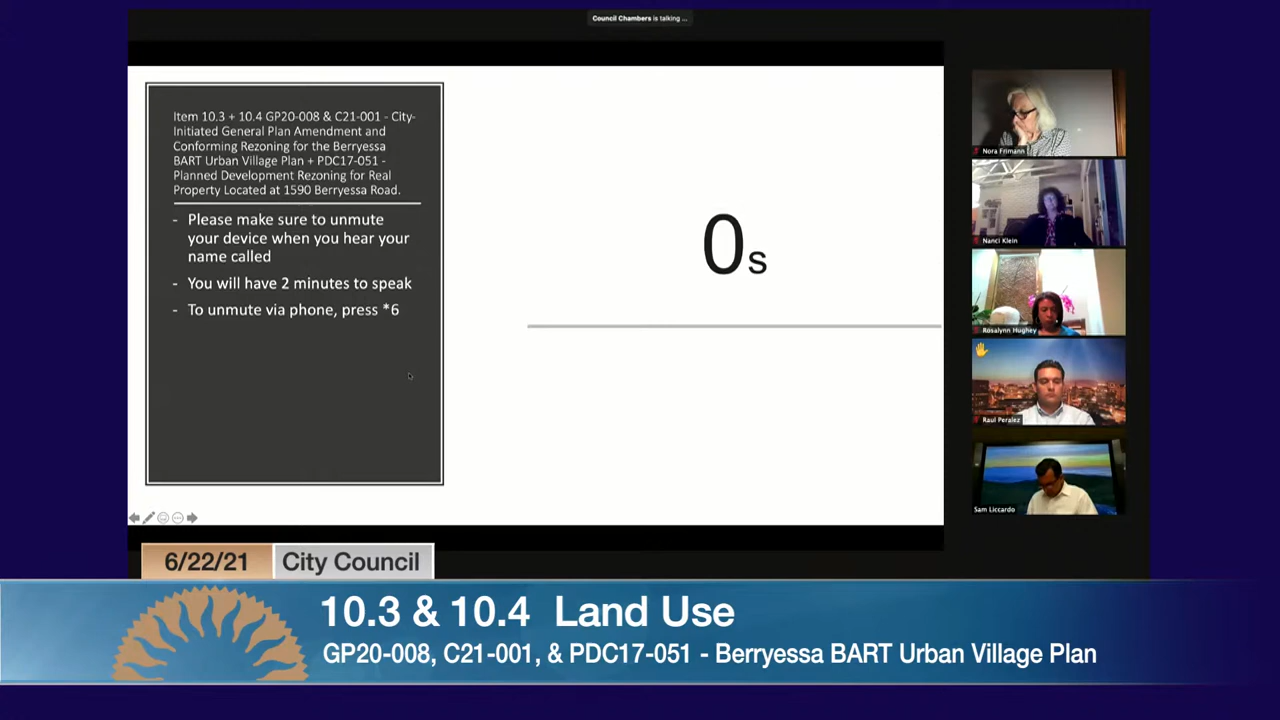 Council Chambers is talking ...
Item 10.3 + 10.4 GP20-008 & C21-001 - City-
Initiated General Plan Amendment and
Conforming Rezoning for the Berryessa
BART Urban Village Plan + PDC17-051 -
Planned Development Rezoning for Real
Property Located at 1590 Berryessa Road.
- Please make sure to unmute
your device when you hear your
name called
- You will have 2 minutes to speak
- To unmute via phone, press *6
0s
Nora Frimann
Nanci Klein
Rosalynn Hughey
Raul Peralez
Sam Liccardo
6/22/21 City Council
10.3 & 10.4 Land Use
GP20-008, C21-001, & PDC17-051 - Berryessa BART Urban Village Plan